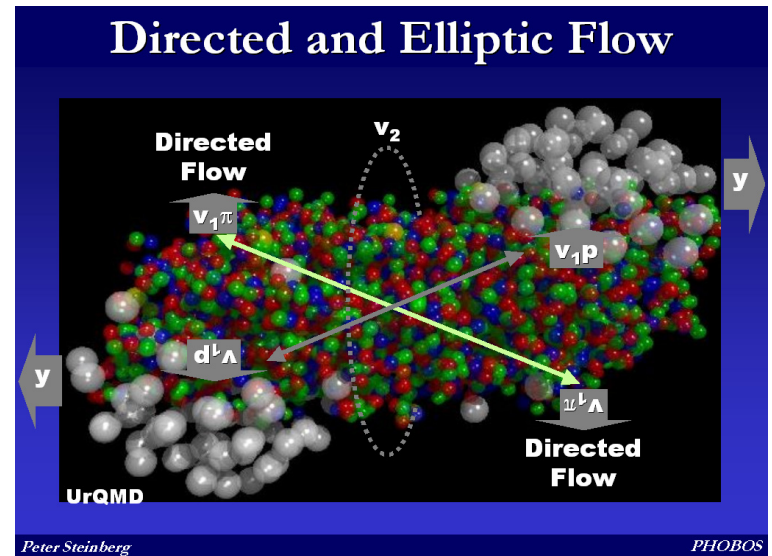 Directed and Elliptic Flow
v₂
Directed
Flow
y
v₁π
v₁p
v₁p
y
v₁π
Directed
Flow
UrQMD
Peter Steinberg
PHOBOS